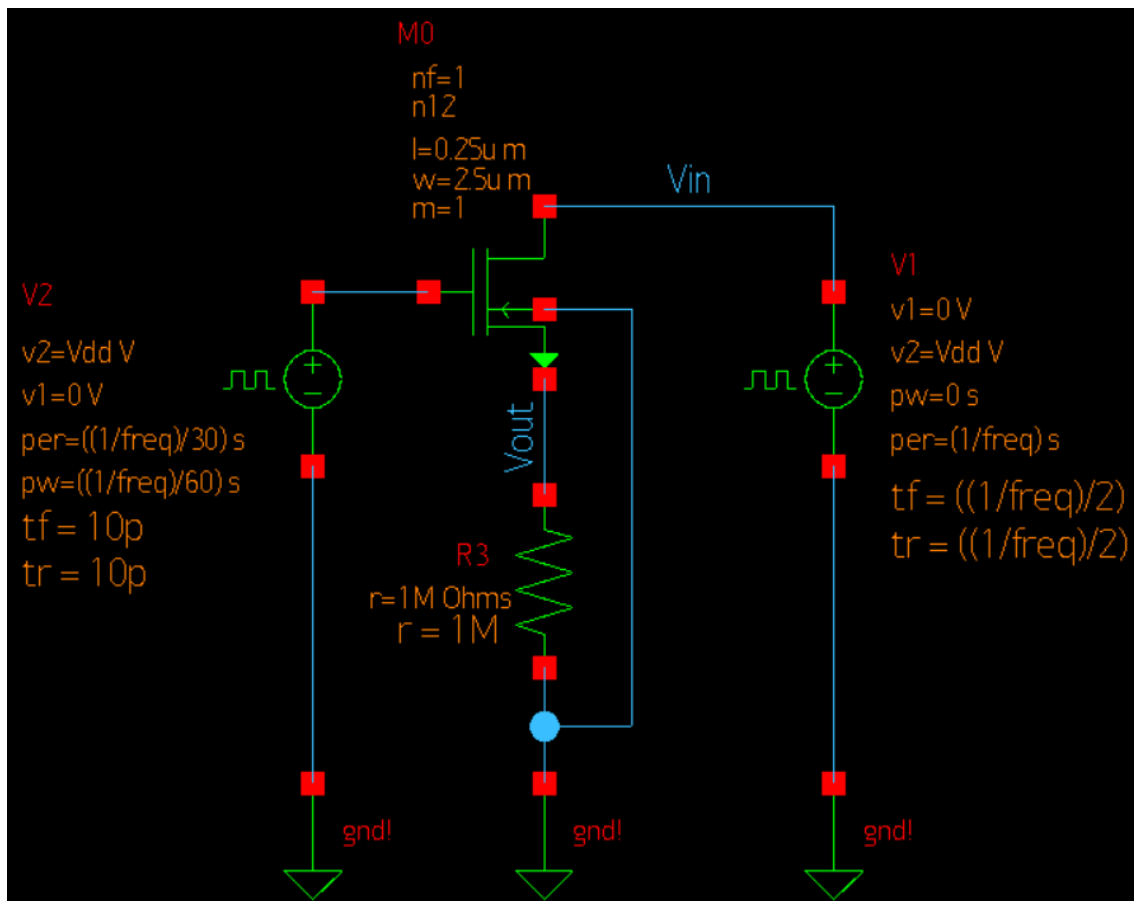 M0
nf=1
n12
l=0.25u m
w=2.5u m
m=1
Vin
V2
v2=Vdd V
v1=0 V
per=((1/freq)/30) s
pw=((1/freq)/60) s
tf = 10p
tr = 10p
Vout
R3
r=1M Ohms
r = 1M
V1
v1=0 V
v2=Vdd V
pw=0 s
per=(1/freq) s
tf = ((1/freq)/2)
tr = ((1/freq)/2)
+
−
+
−
gnd!
gnd!
gnd!